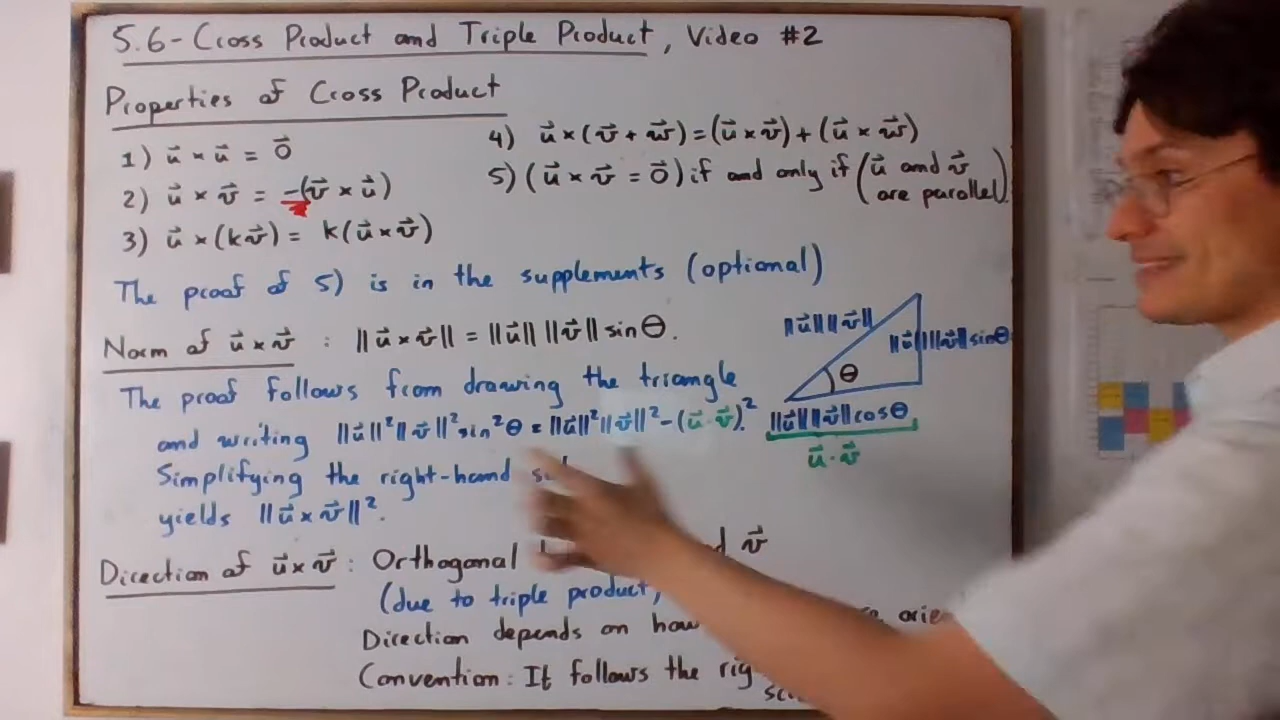 5.6 - Cross Product and Triple Product, Video #2
Properties of Cross Product
1) u⃗ × u⃗ = 0⃗
2) u⃗ × v⃗ = -(v⃗ × u⃗)
3) u⃗ × (kv⃗) = k(u⃗ × v⃗)
4) u⃗ × (v⃗ + w⃗) = (u⃗ × v⃗) + (u⃗ × w⃗)
5) (u⃗ × v⃗ = 0⃗) if and only if (u⃗ and v⃗
are parallel)
The proof of 5) is in the supplements (optional)
Norm of u⃗ × v⃗ : ||u⃗ × v⃗|| = ||u⃗|| ||v⃗|| sin θ.
The proof follows from drawing the triangle
and writing ||u⃗||² ||v⃗||² sin² θ = ||u⃗||² ||v⃗||² - (u⃗ · v⃗)².
Simplifying the right-hand
yields ||u⃗ × v⃗||².
||u⃗|| ||v⃗||
||u⃗|| ||v⃗|| sin θ
θ
||u⃗|| ||v⃗|| cos θ
u⃗ · v⃗
Direction of u⃗ × v⃗ : Orthogonal v⃗
(due to triple product)
Direction depends on how
Convention: It follows the